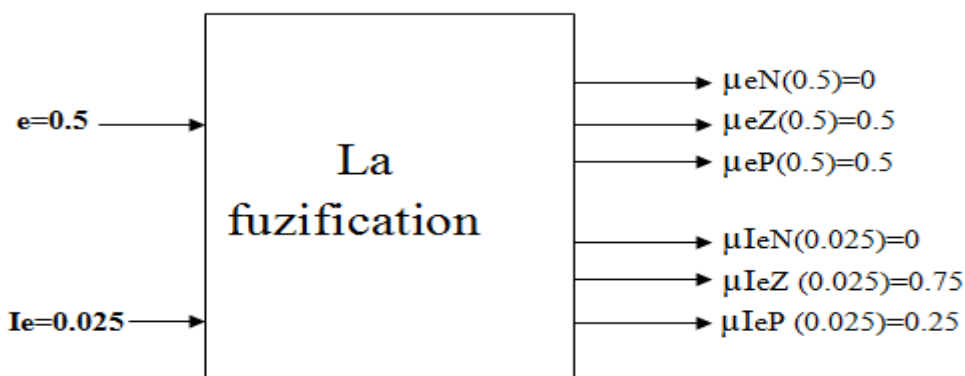 e=0.5
Ie=0.025
La
fuzification
μeN(0.5)=0
μeZ(0.5)=0.5
μeP(0.5)=0.5
μIeN(0.025)=0
μIeZ (0.025)=0.75
μIeP (0.025)=0.25